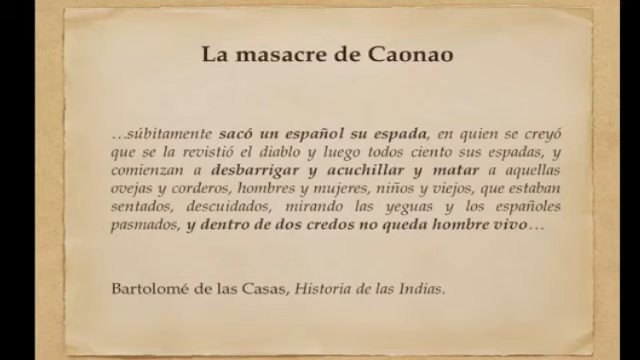 La masacre de Caonao
…súbitamente sacó un español su espada, en quien se creyó
que se la revistió el diablo y luego todos ciento sus espadas, y
comienzan a desbarrigar y acuchillar y matar a aquellas
ovejas y corderos, hombres y mujeres, niños y viejos, que estaban
sentados, descuidados, mirando las yeguas y los españoles
pasmados, y dentro de dos credos no queda hombre vivo…
Bartolomé de las Casas, Historia de las Indias.